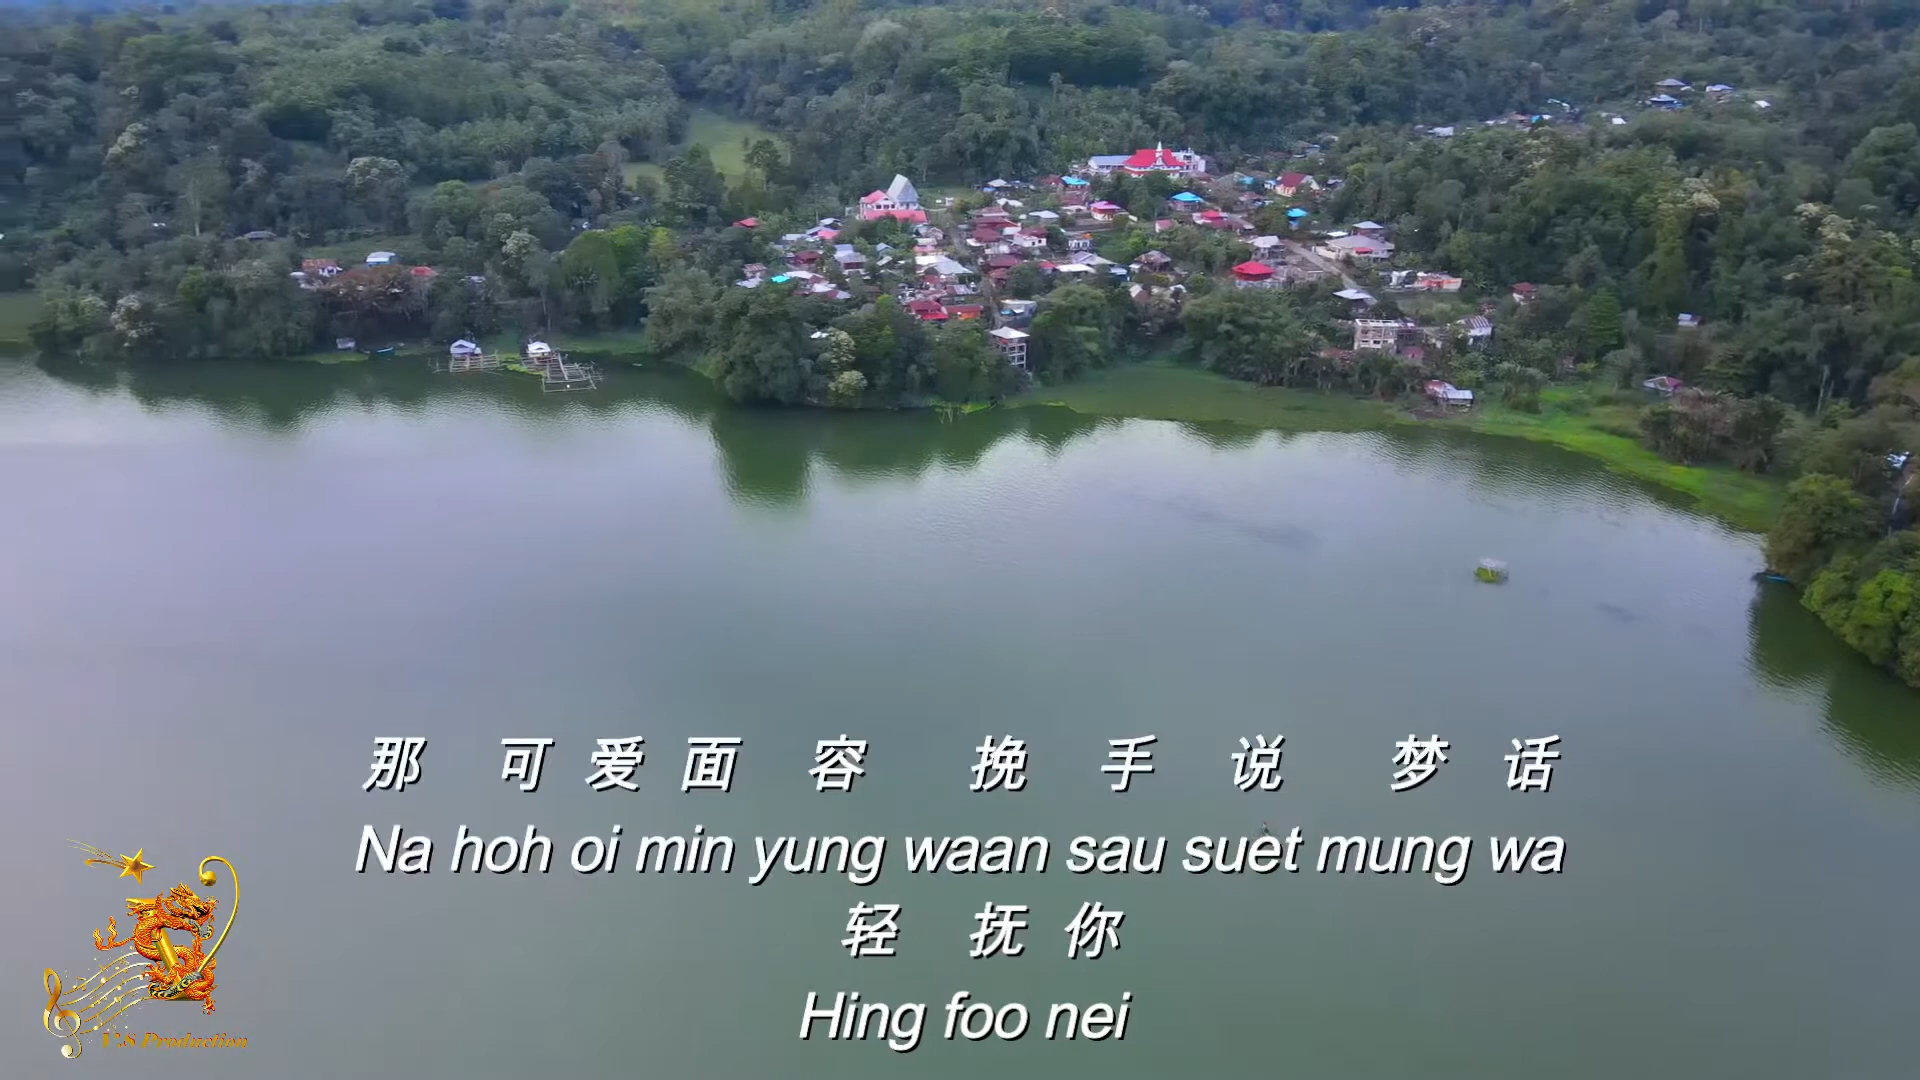 那 可 爱 面 容 挽 手 说 梦 话
Na hoh oi min yung waan sau suet mung wa
轻 抚 你
Hing foo nei
V.S Production